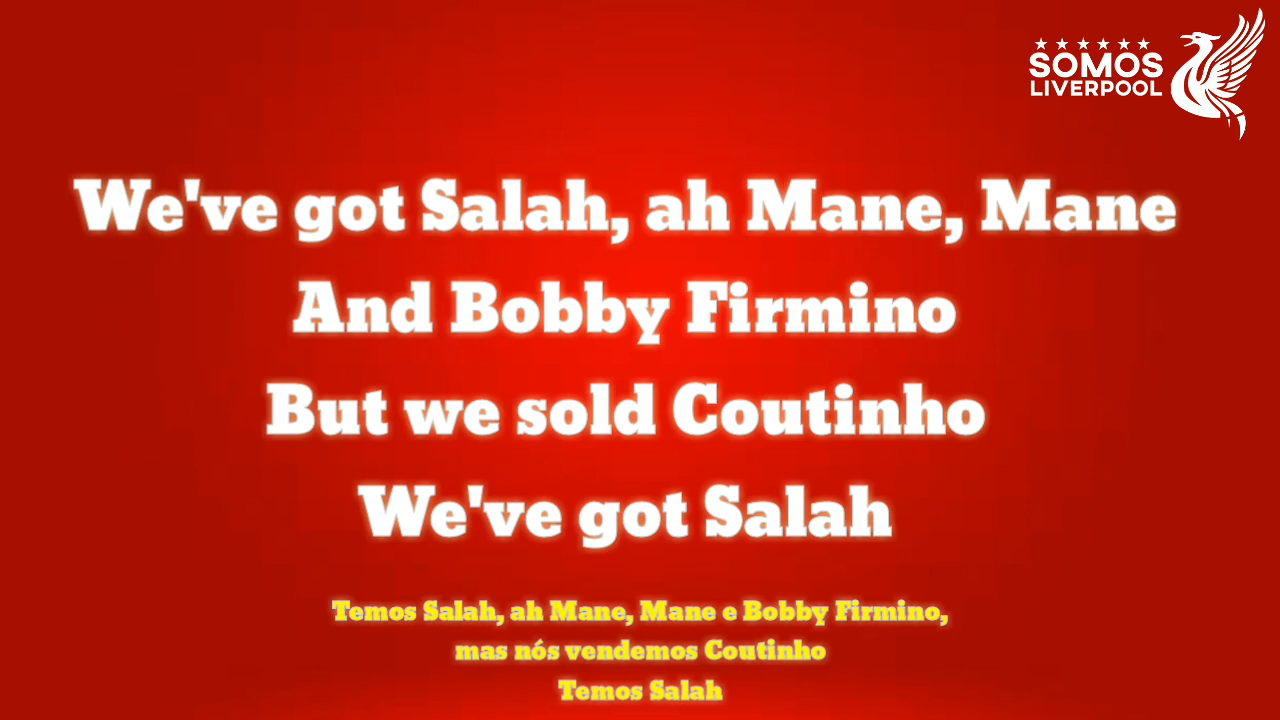 SOMOS
LIVERPOOL
We've got Salah, ah Mane, Mane
And Bobby Firmino
But we sold Coutinho
We've got Salah
Temos Salah, ah Mane, Mane e Bobby Firmino,
mas nós vendemos Coutinho
Temos Salah